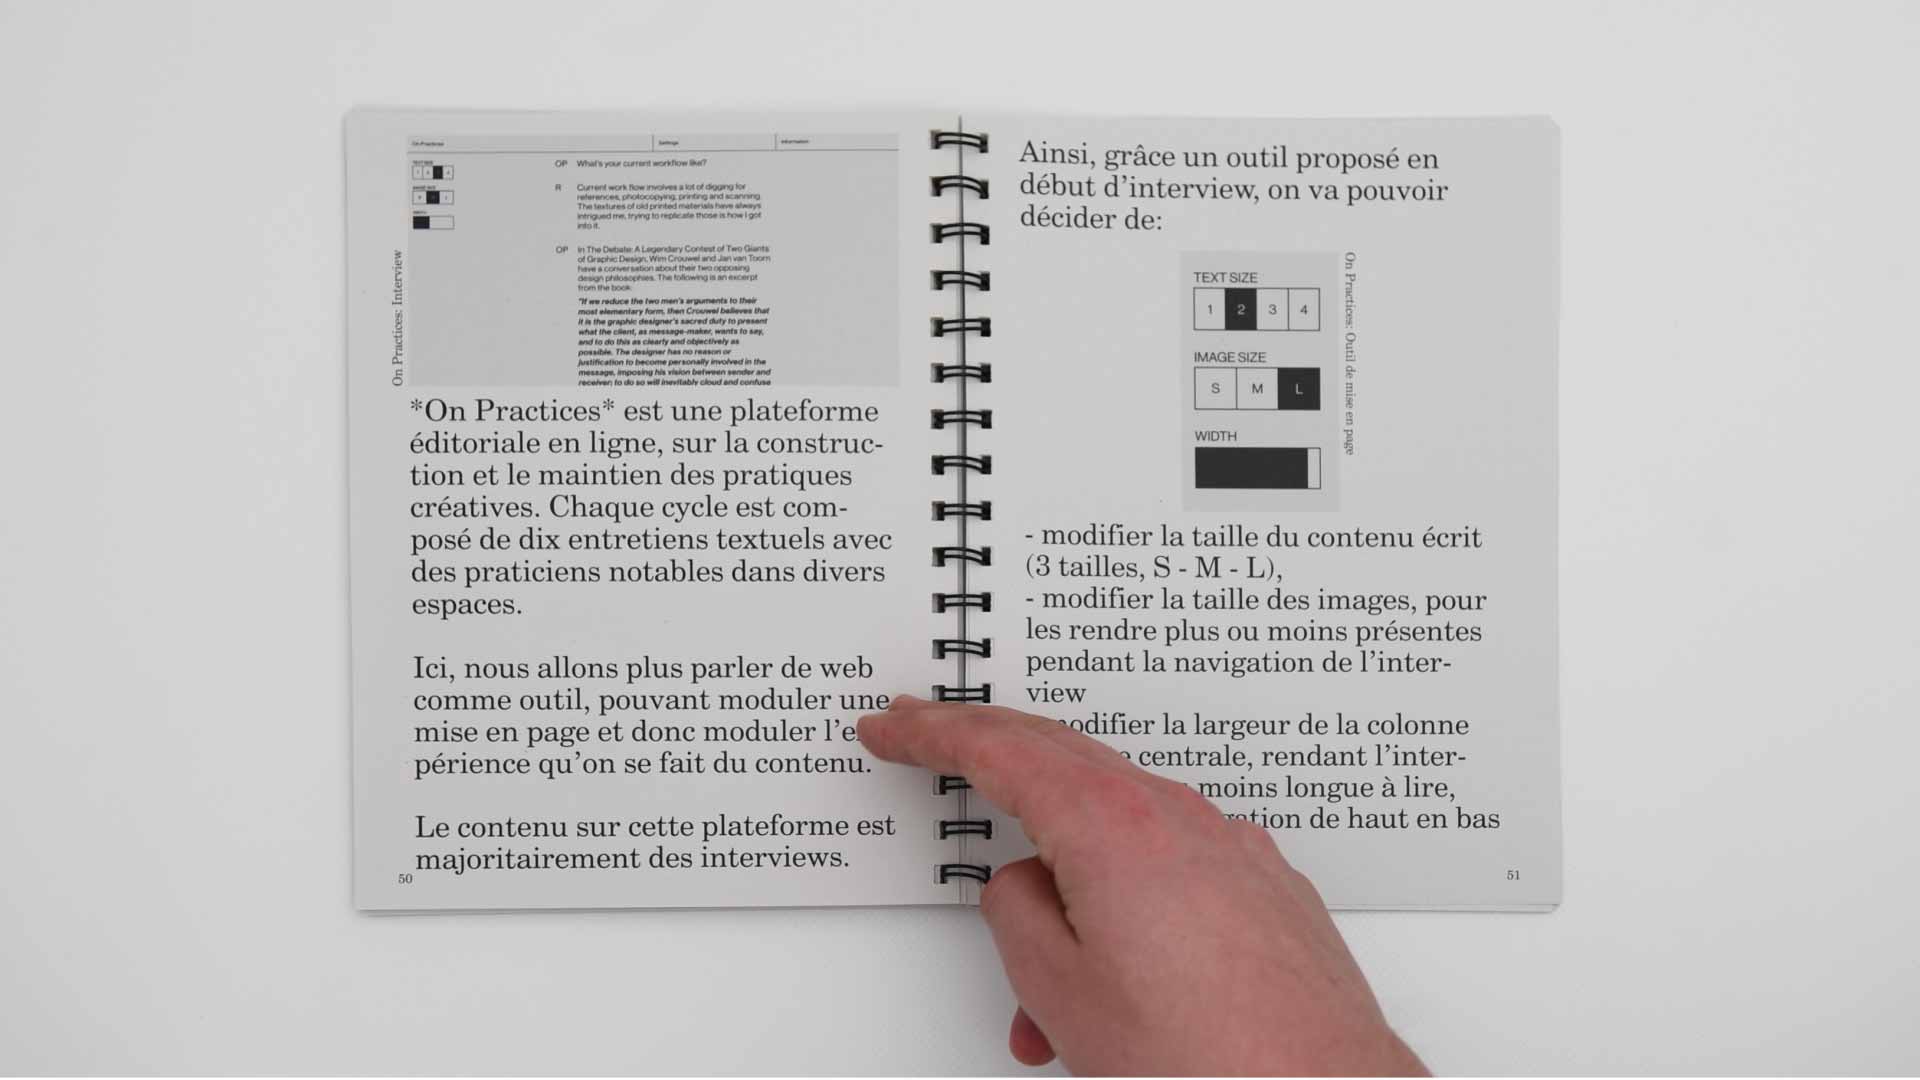 On Practices
Settings
Information
TEXT SIZE
IMAGE SIZE
WIDTH
OP What's your current workflow like?
R Current work flow involves a lot of digging for
references, photocopying, printing and scanning.
The textures of old printed materials have always
intrigued me, trying to replicate those is how I got
into it.
OP In The Debate: A Legendary Contest of Two Giants
of Graphic Design, Wim Crouwel and Jan van Toorn
have a conversation about their two opposing
design philosophies. The following is an excerpt
from the book:
"If we reduce the two men's arguments to their
most elementary form, then Crouwel believes that
it is the graphic designer's sacred duty to present
what the client, as message-maker, wants to say,
and to do this as clearly and objectively as
possible. The designer has no reason or
justification to become personally involved in the
message, imposing his vision between sender and
receiver; to do so will inevitably cloud and confuse
On Practices: Interview
*On Practices* est une plateforme
éditoriale en ligne, sur la construc-
tion et le maintien des pratiques
créatives. Chaque cycle est com-
posé de dix entretiens textuels avec
des praticiens notables dans divers
espaces.
Ici, nous allons plus parler de web
comme outil, pouvant moduler une
mise en page et donc moduler
périence qu'on se fait du contenu.
Le contenu sur cette plateforme est
majoritairement des interviews.
50
Ainsi, grâce un outil proposé en
début d'interview, on va pouvoir
décider de:
TEXT SIZE
1 2 3 4
IMAGE SIZE
S M L
WIDTH
On Practices: Outil de mise en page
- modifier la taille du contenu écrit
(3 tailles, S - M - L),
- modifier la taille des images, pour
les rendre plus ou moins présentes
pendant la navigation de l'inter-
view
modifier la largeur de la colonne
centrale, rendant l'inter-
moins longue à lire,
de haut en bas
51